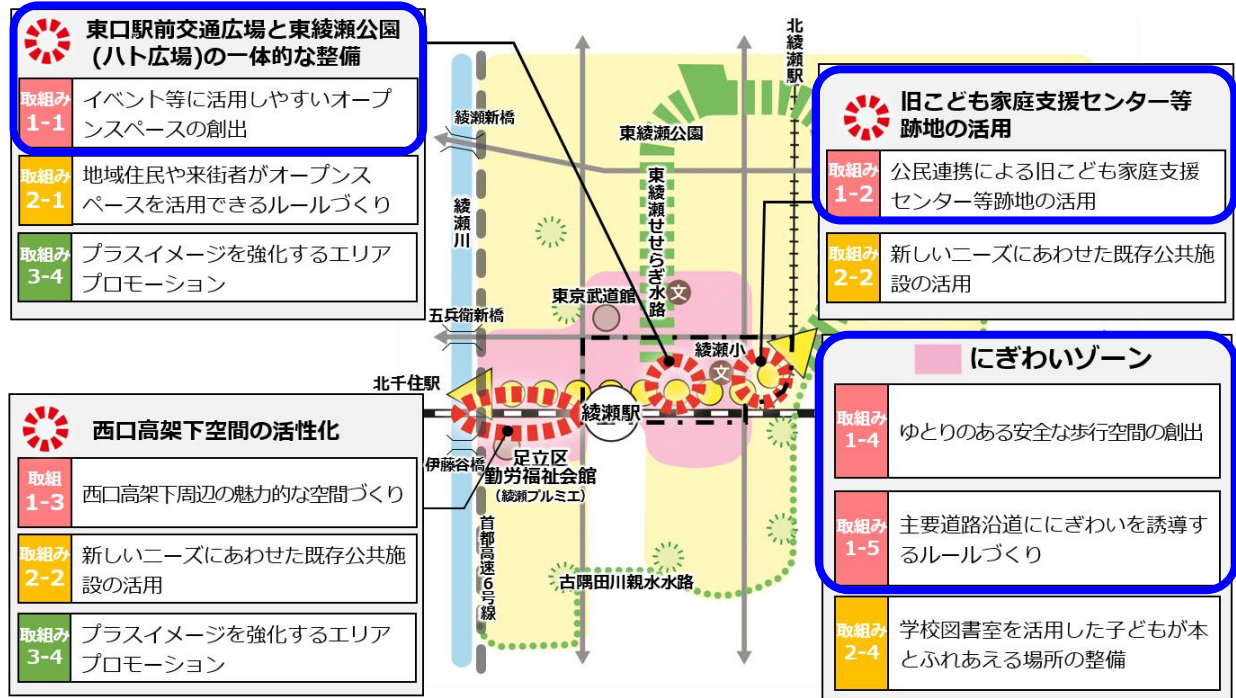 東口駅前交通広場と東綾瀬公園
(ハト広場)の一体的な整備
取組み
1-1
イベント等に活用しやすいオープ
ンスペースの創出
取組み
2-1
地域住民や来街者がオープンス
ペースを活用できるルールづくり
取組み
3-4
プラスイメージを強化するエリア
プロモーション
西口高架下空間の活性化
取組
1-3
西口高架下周辺の魅力的な空間づくり
取組み
2-2
新しいニーズにあわせた既存公共施
設の活用
取組み
3-4
プラスイメージを強化するエリア
プロモーション
綾瀬新橋
綾瀬川
五兵衛新橋
北千住駅
伊藤谷橋
首都高速6号線
東綾瀬公園
東綾瀬せせらぎ水路
東京武道館
文
綾瀬小
文
綾瀬駅
足立区
勤労福祉会館
(綾瀬プルミエ)
古隅田川親水水路
北綾瀬駅
旧こども家庭支援センター等
跡地の活用
取組み
1-2
公民連携による旧こども家庭支援
センター等跡地の活用
取組み
2-2
新しいニーズにあわせた既存公共施
設の活用
にぎわいゾーン
取組み
1-4
ゆとりのある安全な歩行空間の創出
取組み
1-5
主要道路沿道ににぎわいを誘導す
るルールづくり
取組み
2-4
学校図書室を活用した子どもが本
とふれあえる場所の整備